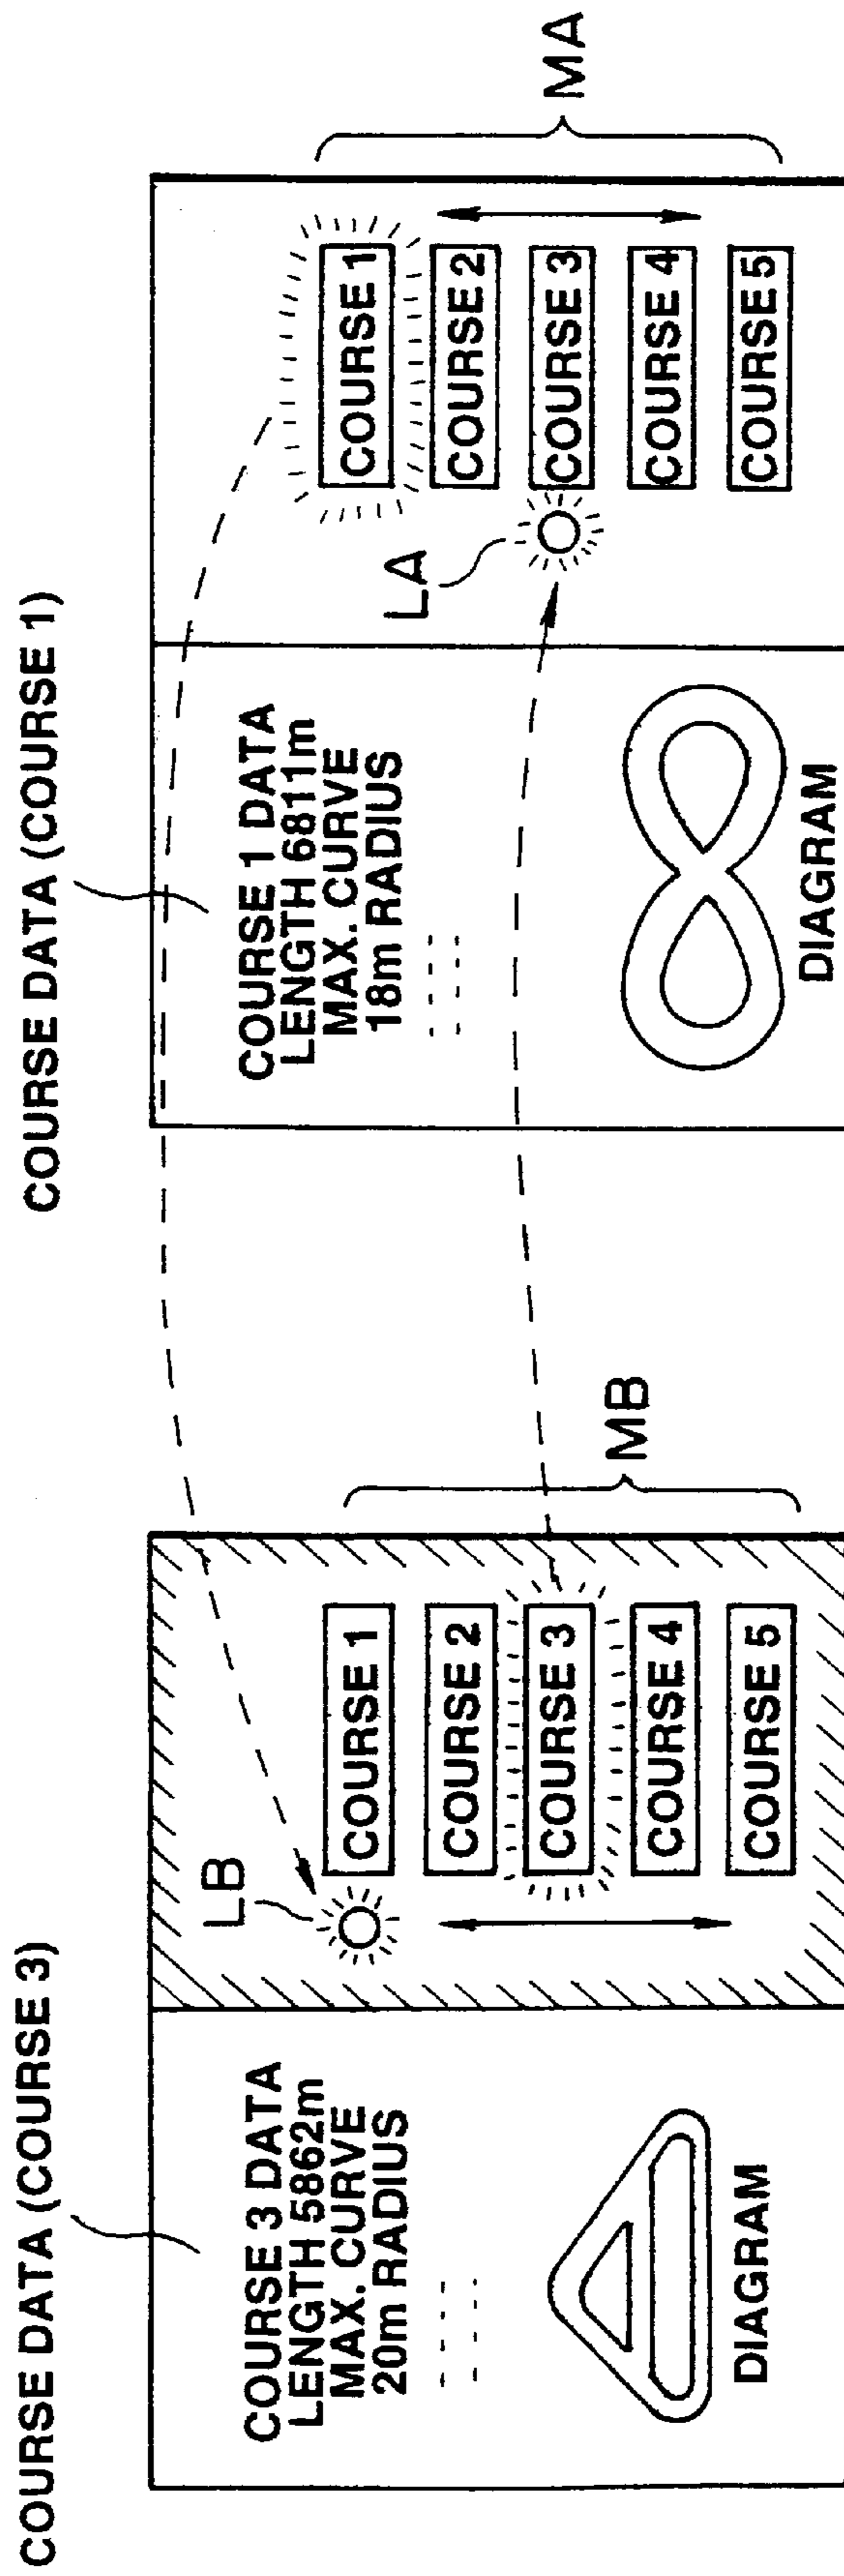 COURSE DATA (COURSE 3)
COURSE 3 DATA
LENGTH 5862m
MAX. CURVE
20m RADIUS
DIAGRAM
LB
COURSE 1
COURSE 2
COURSE 3
COURSE 4
COURSE 5
MB
COURSE DATA (COURSE 1)
COURSE 1 DATA
LENGTH 6811m
MAX. CURVE
18m RADIUS
DIAGRAM
LA
COURSE 1
COURSE 2
COURSE 3
COURSE 4
COURSE 5
MA